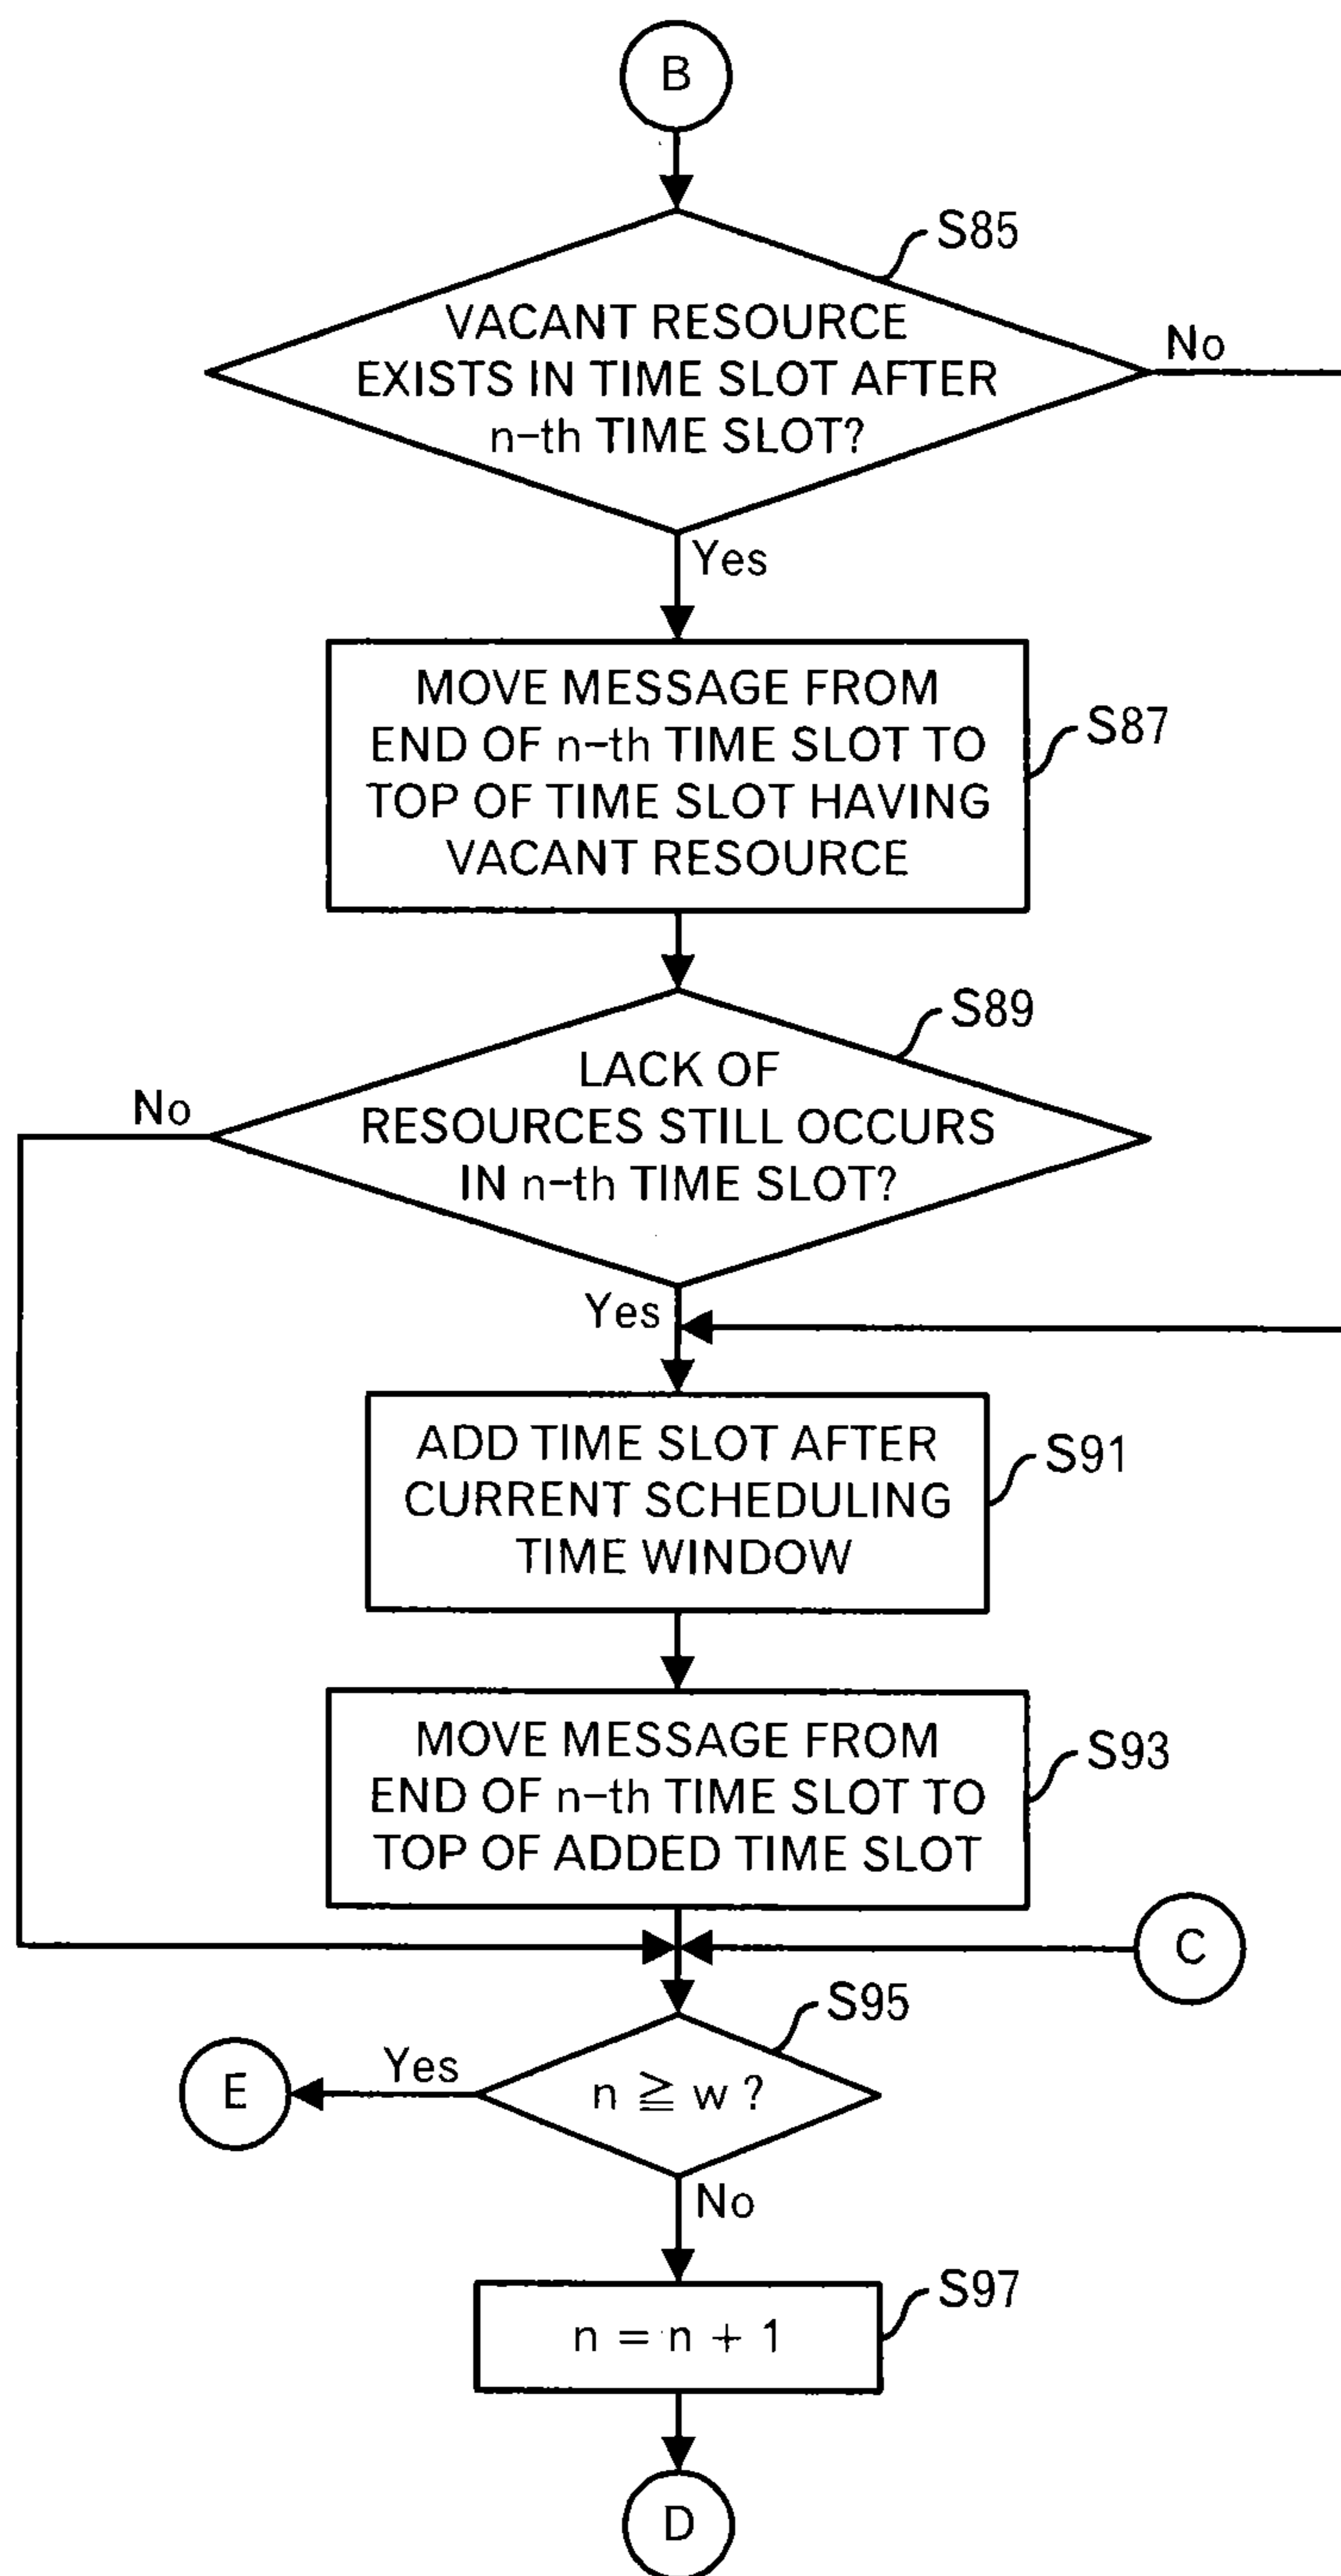 B
S85
VACANT RESOURCE
EXISTS IN TIME SLOT AFTER
n-th TIME SLOT?
No
Yes
MOVE MESSAGE FROM
END OF n-th TIME SLOT TO
TOP OF TIME SLOT HAVING
VACANT RESOURCE
S87
S89
LACK OF
RESOURCES STILL OCCURS
IN n-th TIME SLOT?
No
Yes
ADD TIME SLOT AFTER
CURRENT SCHEDULING
TIME WINDOW
S91
MOVE MESSAGE FROM
END OF n-th TIME SLOT TO
TOP OF ADDED TIME SLOT
S93
C
S95
n ≧ w ?
Yes
E
No
S97
n = n + 1
D